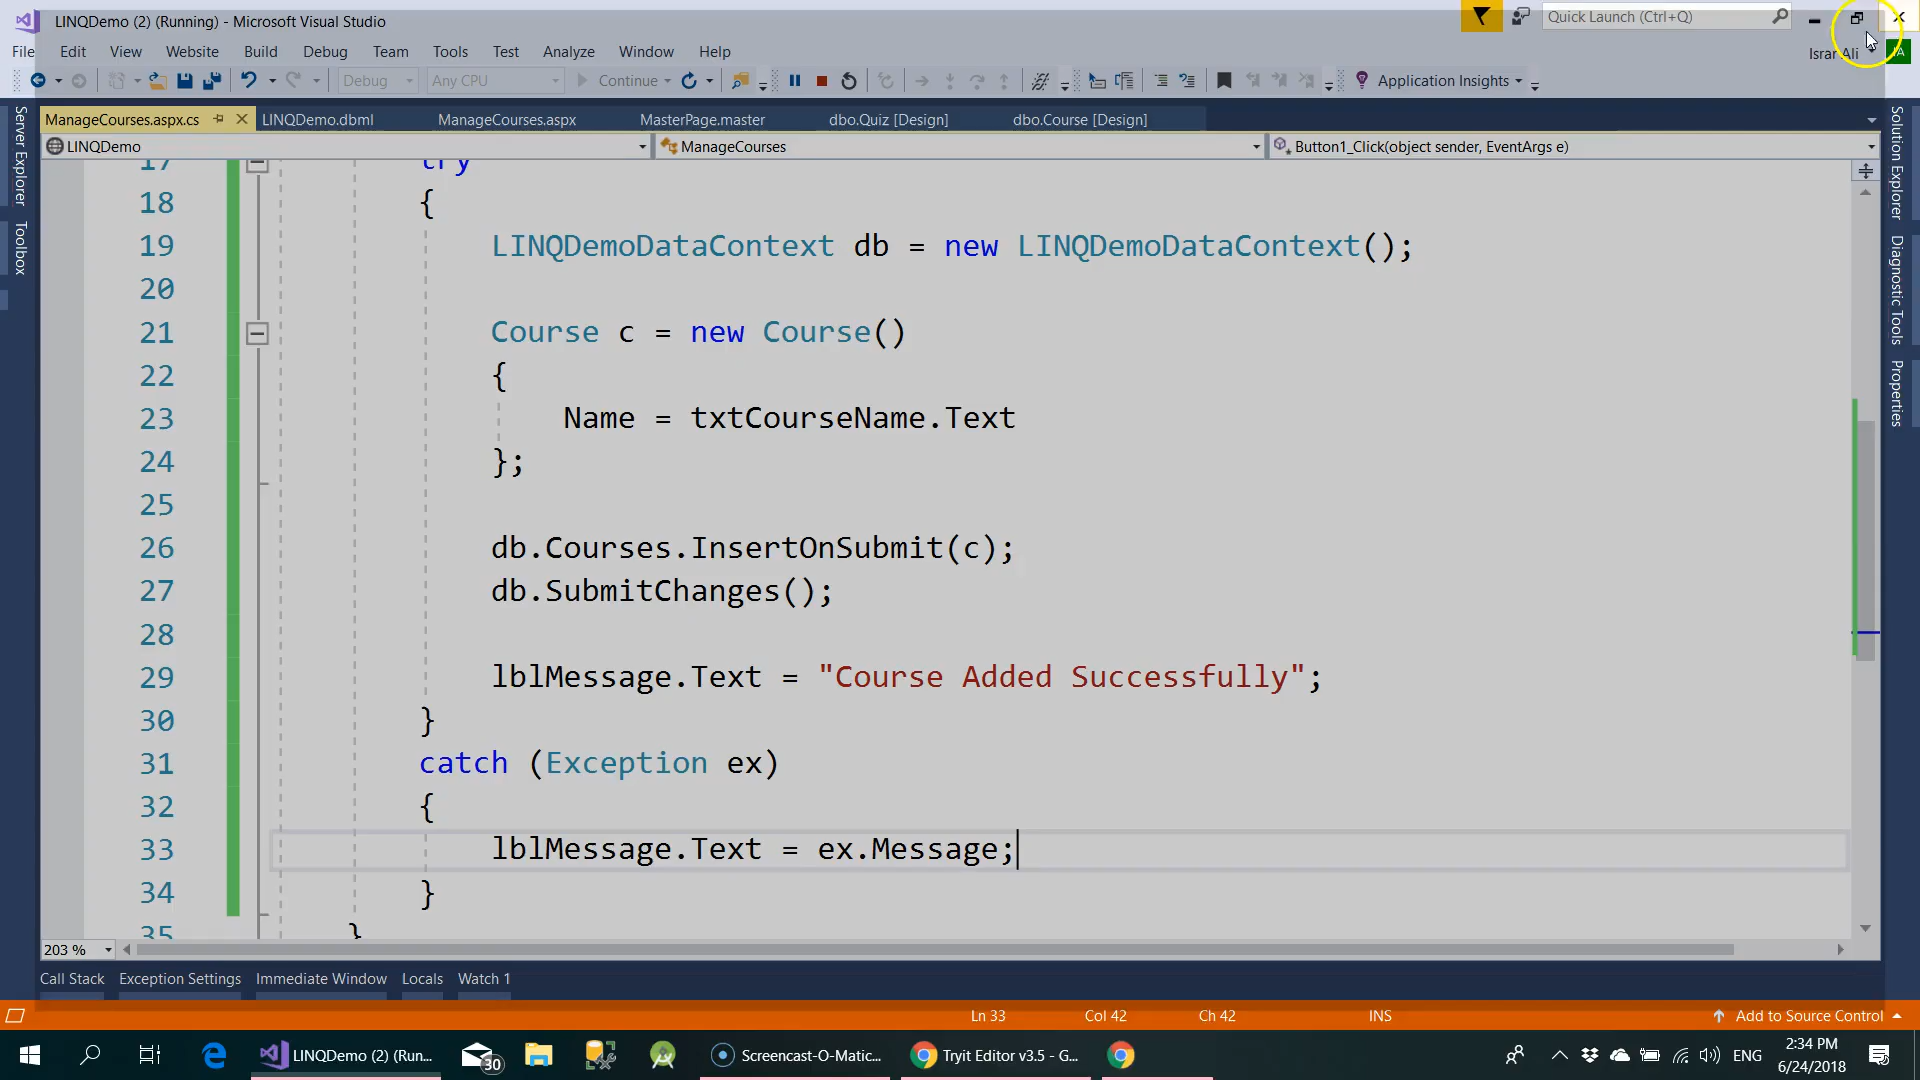 LINQDemo (2) (Running) - Microsoft Visual Studio
Quick Launch (Ctrl+Q)
File Edit View Website Build Debug Team Tools Test Analyze Window Help
Israr Ali
Debug Any CPU Continue Application Insights
ManageCourses.aspx.cs LINQDemo.dbml ManageCourses.aspx MasterPage.master dbo.Quiz [Design] dbo.Course [Design]
LINQDemo ManageCourses Button1_Click(object sender, EventArgs e)
Server Explorer
Toolbox
Solution Explorer
Diagnostic Tools
Properties
17 try
18 {
19 LINQDemoDataContext db = new LINQDemoDataContext();
20
21 Course c = new Course()
22 {
23 Name = txtCourseName.Text
24 };
25
26 db.Courses.InsertOnSubmit(c);
27 db.SubmitChanges();
28
29 lblMessage.Text = "Course Added Successfully";
30 }
31 catch (Exception ex)
32 {
33 lblMessage.Text = ex.Message;
34 }
35 }
203 %
Call Stack Exception Settings Immediate Window Locals Watch 1
Ln 33 Col 42 Ch 42 INS Add to Source Control
LINQDemo (2) (Run... 30 Screencast-O-Matic... Tryit Editor v3.5 - G... ENG 2:34 PM
6/24/2018